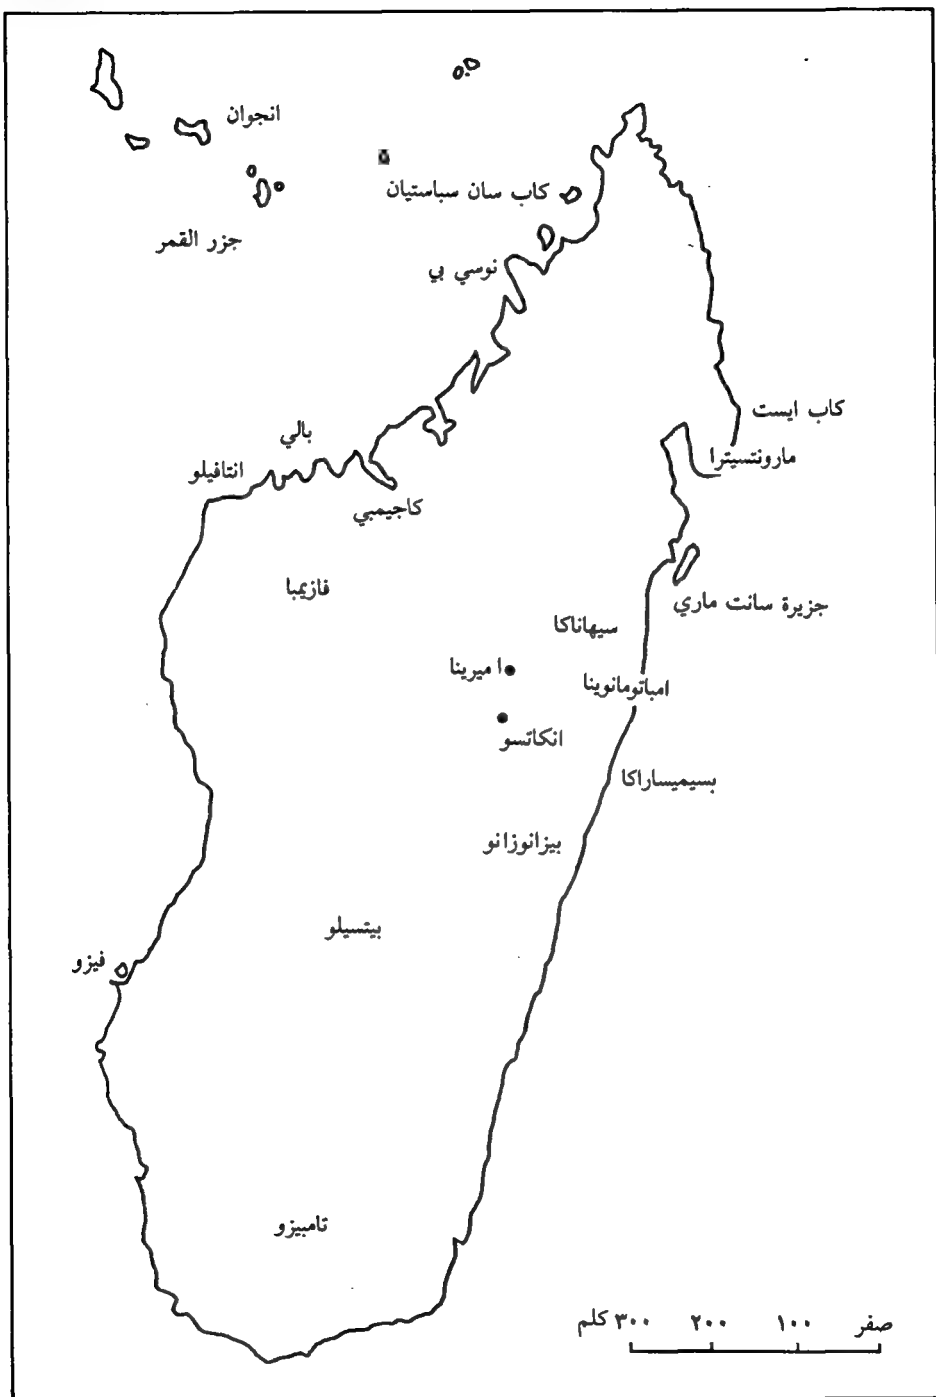 انجوان
كاب سان سباستيان
جزر القمر
نوسي بي
كاب ايست
بالي
مارونتسيترا
انتافيلو
كاجيمبي
فازيمبا
جزيرة سانت ماري
سيهاناكا
اميرينا
امباتومانوينا
انكاتسو
بسيميساراكا
بيزانوزانو
بيتسيلو
فيزو
تامبيزو
صفر ١٠٠ ٢٠٠ ٣٠٠ كلم